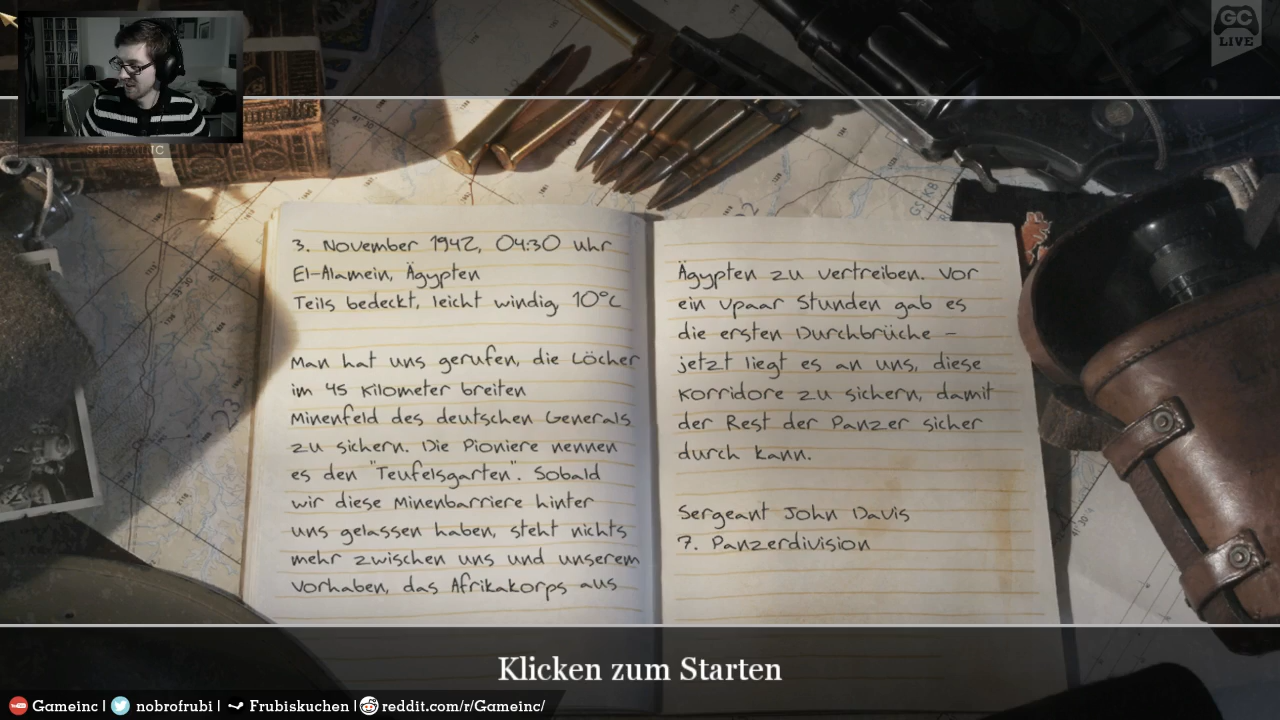 GC
LIVE
3. November 1942, 04:30 Uhr
El-Alamein, Ägypten
Teils bedeckt, leicht windig, 10°C
Man hat uns gerufen, die Löcher
im 45 Kilometer breiten
Minenfeld des deutschen Generals
zu sichern. Die Pioniere nennen
es den "Teufelsgarten". Sobald
wir diese Minenbarriere hinter
uns gelassen haben, steht nichts
mehr zwischen uns und unserem
Vorhaben, das Afrikakorps aus
Ägypten zu vertreiben. Vor
ein vpaar Stunden gab es
die ersten Durchbrüche -
jetzt liegt es an uns, diese
Korridore zu sichern, damit
der Rest der Panzer sicher
durch kann.
Sergeant John Davis
7. Panzerdivision
Klicken zum Starten
Gameinc | nobrofrubi | Frubiskuchen | reddit.com/r/Gameinc/